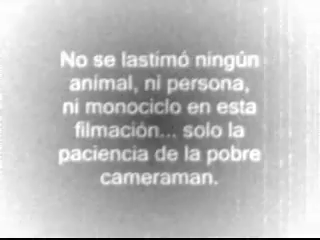 No se lastimó ningún
animal, ni persona,
ni monociclo en esta
filmación... solo la
paciencia de la pobre
cameraman.